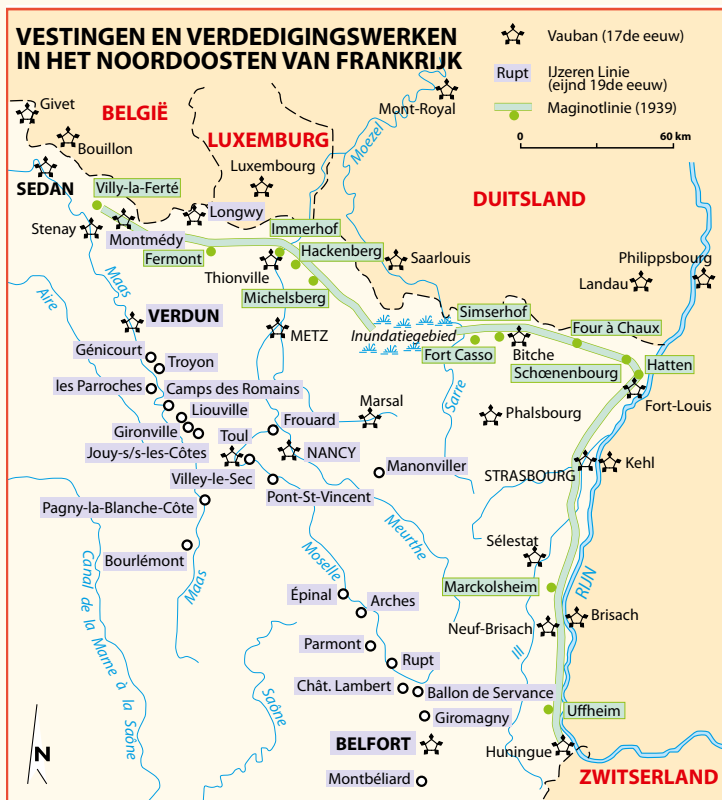 VESTINGEN EN VERDEDIGINGSWERKEN
IN HET NOORDOOSTEN VAN FRANKRIJK
Vauban (17de eeuw)
Rupt
IJzeren Linie
(eijnd 19de eeuw)
Maginotlinie (1939)
0
60 km
Givet
BELGIË
Bouillon
Mont-Royal
LUXEMBURG
Moezel
Luxembourg
SEDAN
Villy-la-Ferté
DUITSLAND
Stenay
Longwy
Immerhof
Montmédy
Hackenberg
Fermont
Saarlouis
Philippsbourg
Thionville
Landau
Maas
Aire
Michelsberg
Simserhof
VERDUN
METZ
Inundatiegebied
Four à Chaux
Bitche
Génicourt
Fort Casso
Hatten
Troyon
Schœnenbourg
les Parroches
Camps des Romains
Sarre
Fort-Louis
Liouville
Marsal
Phalsbourg
Gironville
Frouard
Toul
Jouy-s/s-les-Côtes
NANCY
Manonviller
STRASBOURG
Kehl
Villey-le-Sec
Pont-St-Vincent
Pagny-la-Blanche-Côte
Meurthe
Sélestat
Bourlémont
Moselle
Maas
Canal de la Marne à la Saône
Marckolsheim
RIJN
Épinal
Arches
Brisach
Neuf-Brisach
Parmont
Ill
Rupt
Chât. Lambert
Ballon de Servance
Saône
Giromagny
Uffheim
BELFORT
Huningue
N
Montbéliard
ZWITSERLAND